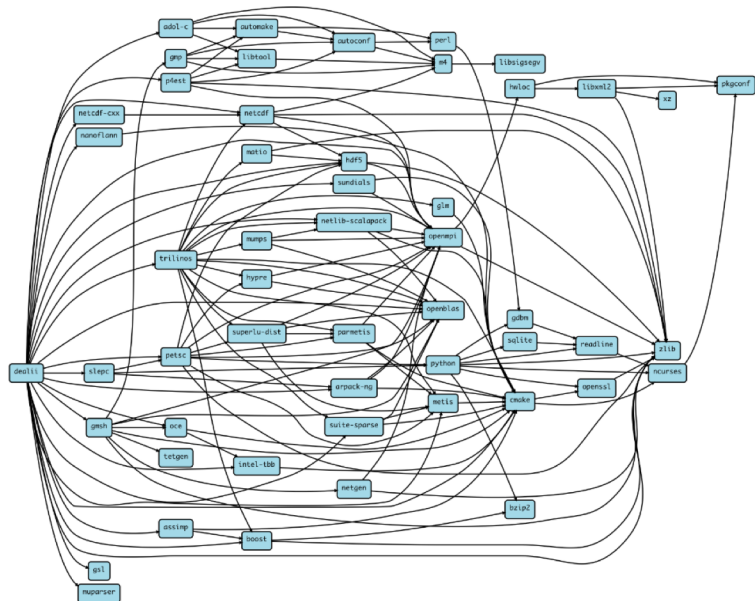 adol-c
automake
autoconf
perl
gmp
libtool
m4
libsigsegv
p4est
hwloc
libxml2
pkgconf
xz
netcdf-cxx
netcdf
nanoflann
matio
hdf5
sundials
glm
netlib-scalapack
mumps
openmpi
trilinos
hypre
openblas
gdbm
superlu-dist
parmetis
sqlite
readline
zlib
petsc
python
dealii
slepc
ncurses
arpack-ng
openssl
metis
cmake
gmsh
oce
suite-sparse
tetgen
intel-tbb
netgen
bzip2
assimp
boost
gsl
muparser